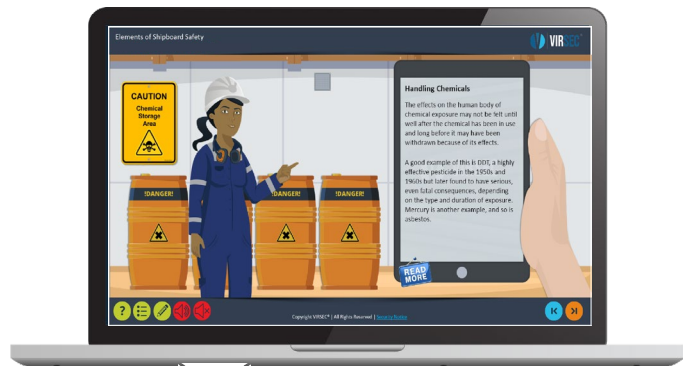 Elements of Shipboard Safety
VIRSEC
CAUTION
Chemical
Storage
Area
!DANGER!
!DANGER!
!DANGER!
Handling Chemicals
The effects on the human body of
chemical exposure may not be felt until
well after the chemical has been in use
and long before it may have been
withdrawn because of its effects.
A good example of this is DDT, a highly
effective pesticide in the 1950s and
1960s but later found to have serious,
even fatal consequences, depending
on the type and duration of exposure.
Mercury is another example, and so is
asbestos.
READ
MORE
?
Copyright VIRSEC® | All Rights Reserved | Security Notice